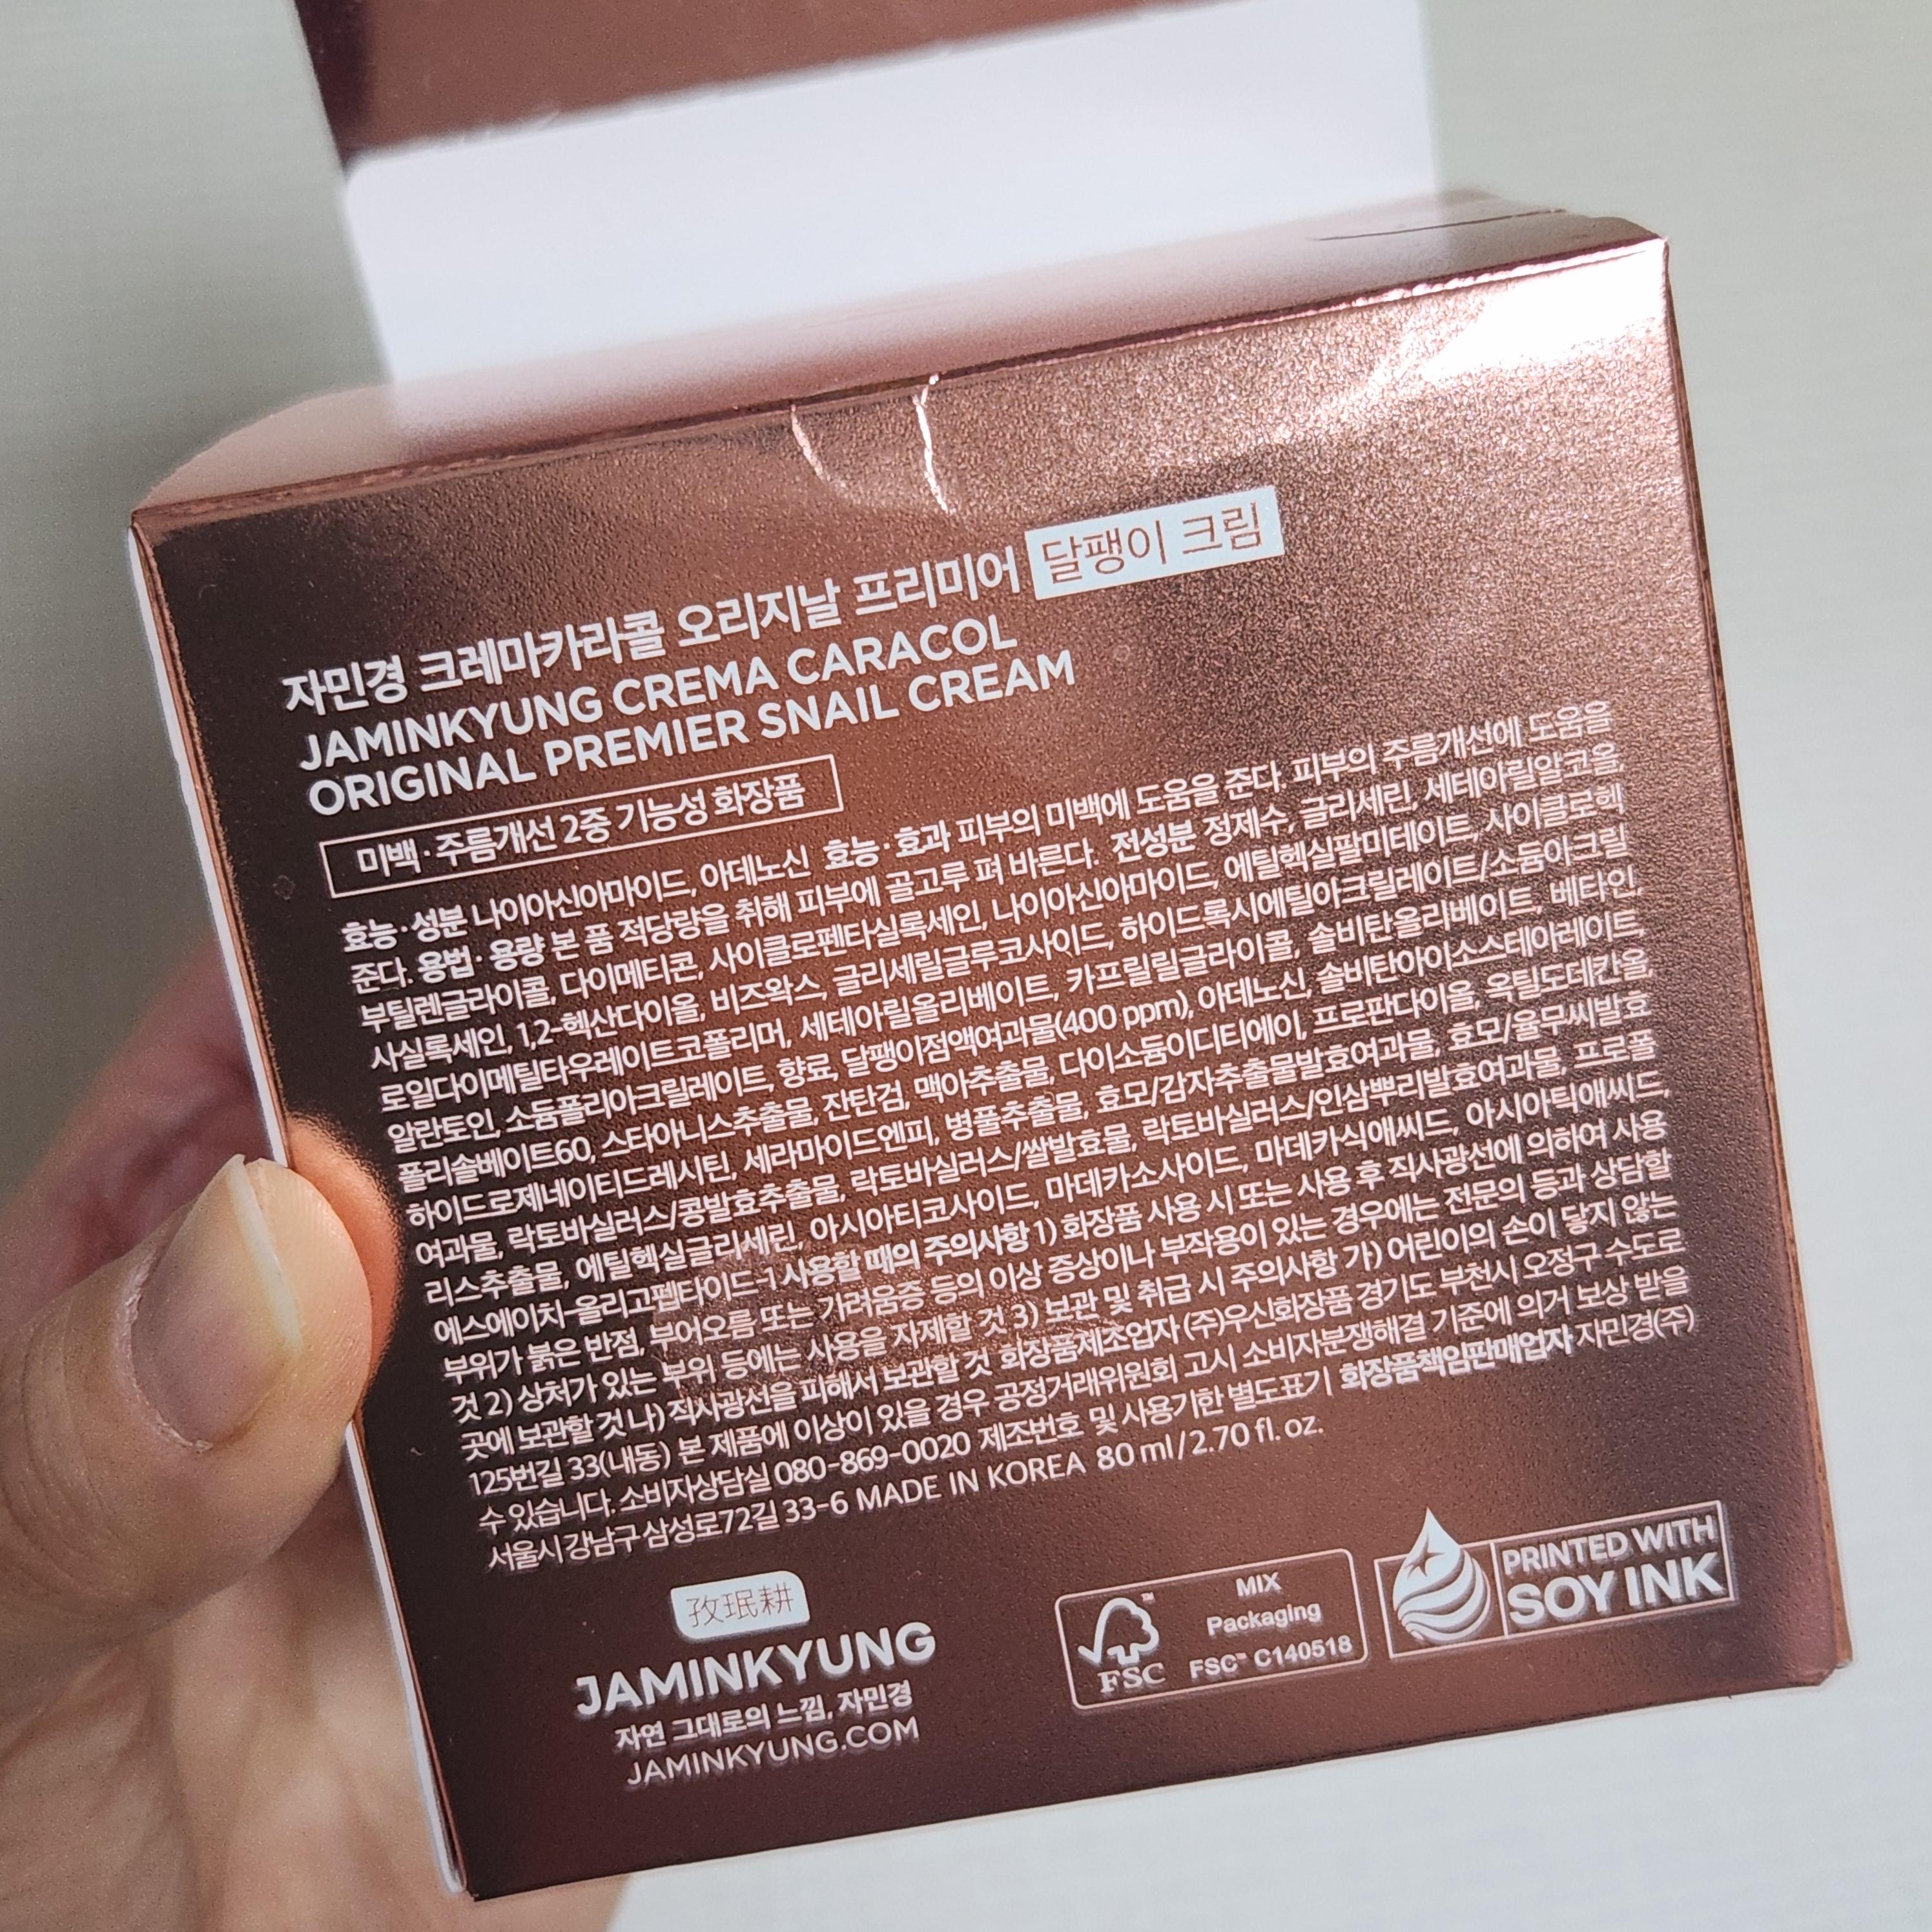 자민경 크레마카라콜 오리지날 프리미어 달팽이 크림
JAMINKYUNG CREMA CARACOL
ORIGINAL PREMIER SNAIL CREAM
미백·주름개선 2중 기능성 화장품
효능·성분 나이아신아마이드, 아데노신 효능·효과 피부의 미백에 도움을 준다. 피부의 주름개선에 도움을
준다. 용법·용량 본 품 적당량을 취해 피부에 골고루 펴 바른다. 전성분 정제수, 글리세린, 세테아릴알코올,
부틸렌글라이콜, 다이메티콘, 사이클로펜타실록세인, 나이아신아마이드, 에틸헥실팔미테이트, 사이클로헥
사실록세인, 1,2-헥산다이올, 비즈왁스, 글리세릴글루코사이드, 하이드록시에틸아크릴레이트/소듐아크릴
로일다이메틸타우레이트코폴리머, 세테아릴올리베이트, 카프릴릴글라이콜, 솔비탄올리베이트, 베타인,
알란토인, 소듐폴리아크릴레이트, 향료, 달팽이점액여과물(400 ppm), 아데노신, 솔비탄아이소스테아레이트,
폴리솔베이트60, 스타아니스추출물, 잔탄검, 맥아추출물, 다이소듐이디티에이, 프로판다이올, 옥틸도데칸올,
하이드로제네이티드레시틴, 세라마이드엔피, 병풀추출물, 효모/감자추출물발효여과물, 효모/율무씨발효
여과물, 락토바실러스/콩발효추출물, 락토바실러스/쌀발효물, 락토바실러스/인삼뿌리발효여과물, 프로폴
리스추출물, 에틸헥실글리세린, 아시아티코사이드, 마데카소사이드, 마데카식애씨드, 아시아틱애씨드,
에스에이치-올리고펩타이드-1 사용할 때의 주의사항 1) 화장품 사용 시 또는 사용 후 직사광선에 의하여 사용
부위가 붉은 반점, 부어오름 또는 가려움증 등의 이상 증상이나 부작용이 있는 경우에는 전문의 등과 상담할
것 2) 상처가 있는 부위 등에는 사용을 자제할 것 3) 보관 및 취급 시 주의사항 가) 어린이의 손이 닿지 않는
곳에 보관할 것 나) 직사광선을 피해서 보관할 것 화장품제조업자 (주)우신화장품 경기도 부천시 오정구 수도로
125번길 33(내동) 본 제품에 이상이 있을 경우 공정거래위원회 고시 소비자분쟁해결 기준에 의거 보상 받을
수 있습니다. 소비자상담실 080-869-0020 제조번호 및 사용기한 별도표기 화장품책임판매업자 자민경(주)
서울시 강남구 삼성로72길 33-6 MADE IN KOREA 80 ml / 2.70 fl. oz.
孜珉耕
JAMINKYUNG
자연 그대로의 느낌, 자민경
JAMINKYUNG.COM
FSC™
MIX
Packaging
FSC™ C140518
PRINTED WITH
SOY INK